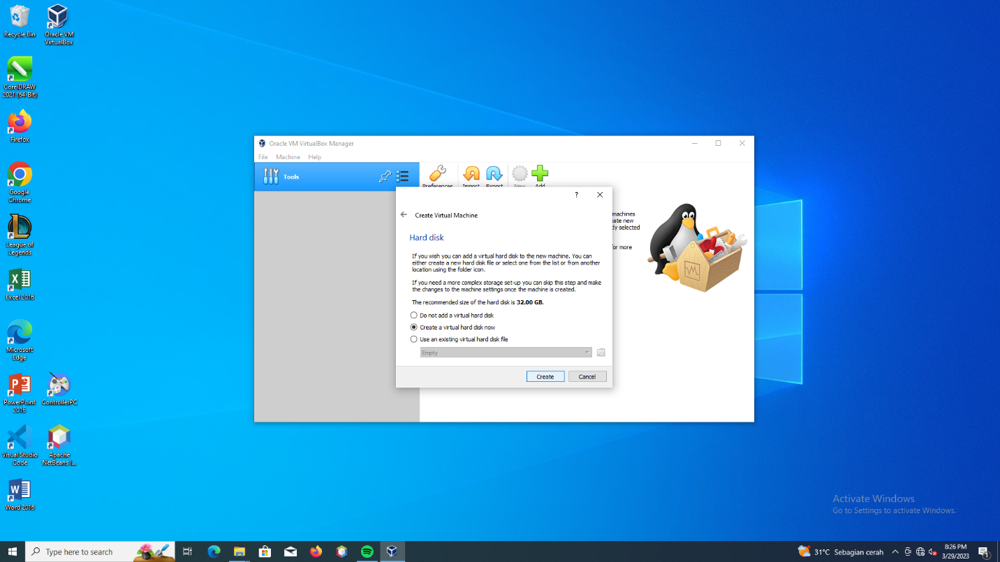 Recycle Bin
Oracle VM
VirtualBox
CorelDRAW
2021 (64-Bit)
Firefox
Google
Chrome
League of
Legends
Excel 2016
Microsoft
Edge
PowerPoint
2016
ControllerPC
Visual Studio
Code
Apache
NetBeans I...
Word 2016
Oracle VM VirtualBox Manager
File Machine Help
Tools
Preferences Import Export New Add
machines
dy selected
for more
?
Create Virtual Machine
Hard disk
If you wish you can add a virtual hard disk to the new machine. You can
either create a new hard disk file or select one from the list or from another
location using the folder icon.
If you need a more complex storage set-up you can skip this step and make
the changes to the machine settings once the machine is created.
The recommended size of the hard disk is 32.00 GB.
Do not add a virtual hard disk
Create a virtual hard disk now
Use an existing virtual hard disk file
Empty
Create Cancel
Activate Windows
Go to Settings to activate Windows.
Type here to search
31°C Sebagian cerah
8:26 PM
3/29/2023
1